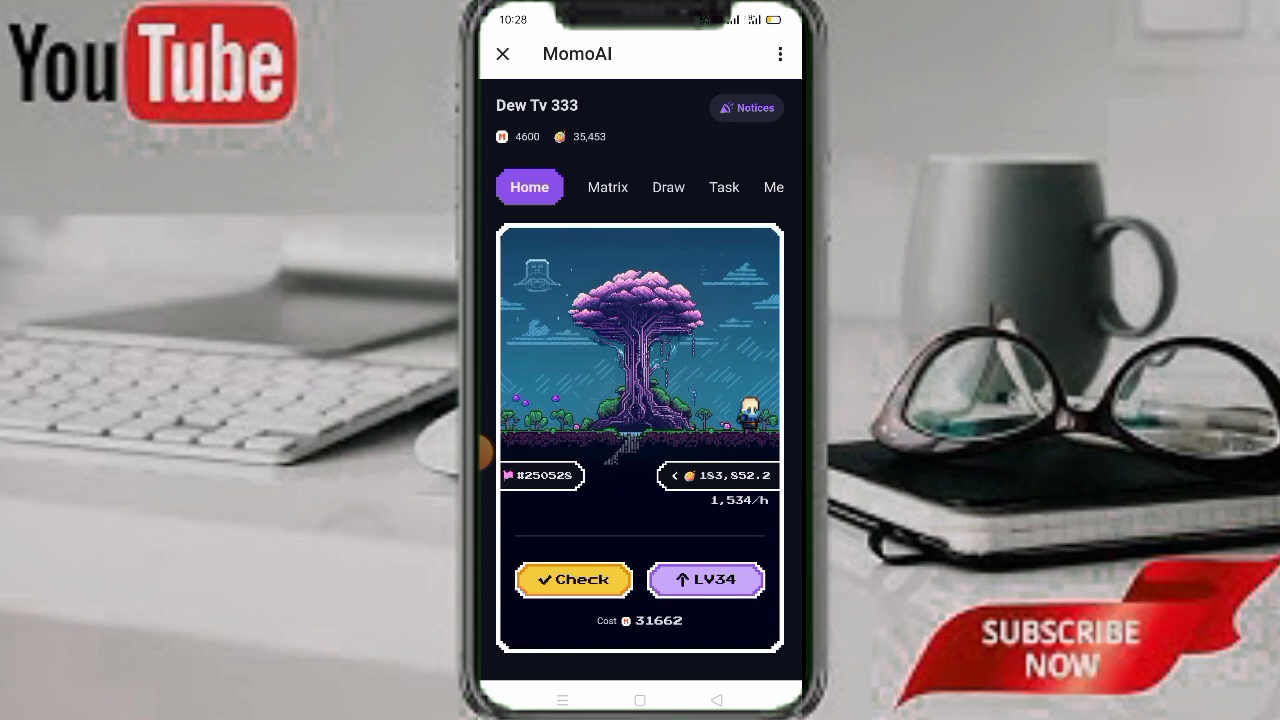 YouTube
10:28
MomoAI
Dew Tv 333
Notices
4600 35,453
Home Matrix Draw Task Me
#250528
< 183,852.2
1,534/h
Check
LV34
Cost 31662
SUBSCRIBE
NOW